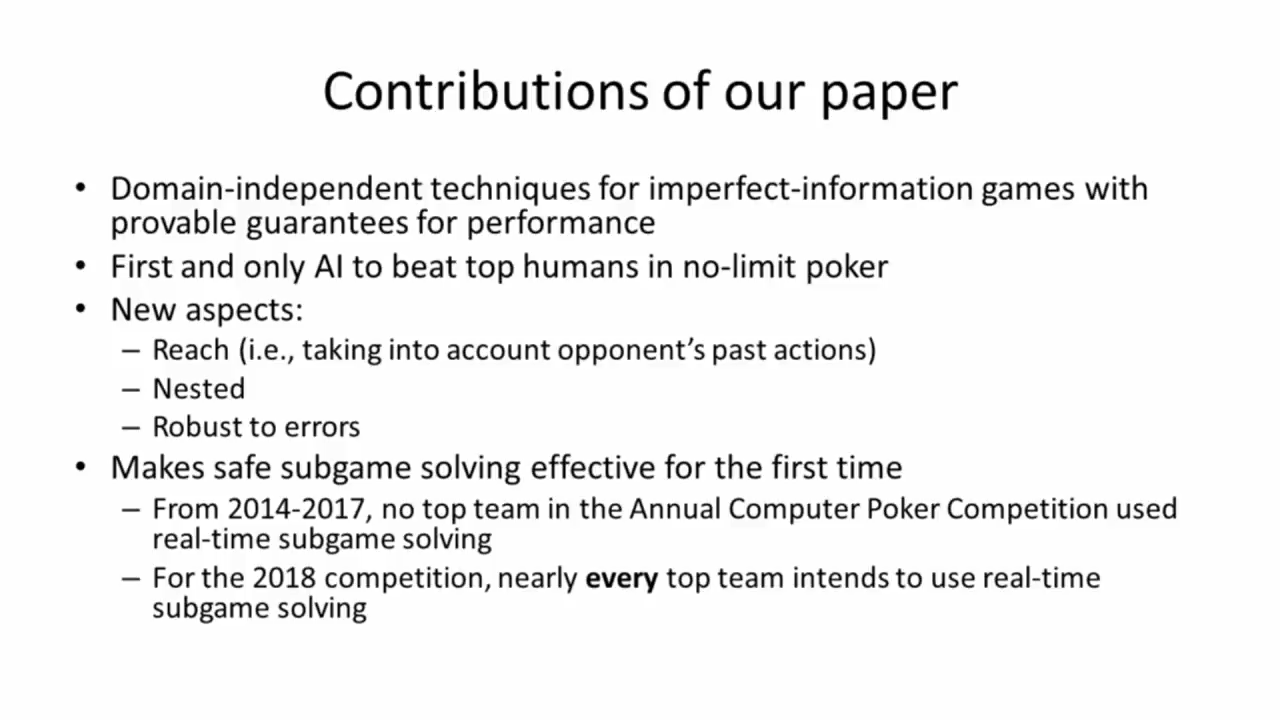 Contributions of our paper
• Domain-independent techniques for imperfect-information games with
provable guarantees for performance
• First and only AI to beat top humans in no-limit poker
• New aspects:
– Reach (i.e., taking into account opponent’s past actions)
– Nested
– Robust to errors
• Makes safe subgame solving effective for the first time
– From 2014-2017, no top team in the Annual Computer Poker Competition used
real-time subgame solving
– For the 2018 competition, nearly every top team intends to use real-time
subgame solving